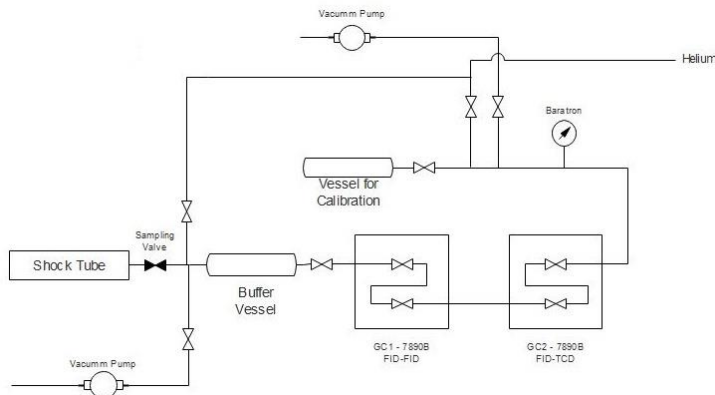 Vacumm Pump
Helium
Baratron
Vessel for
Calibration
Sampling
Valve
Shock Tube
Buffer
Vessel
GC1 - 7890B
FID-FID
GC2 - 7890B
FID-TCD
Vacumm Pump